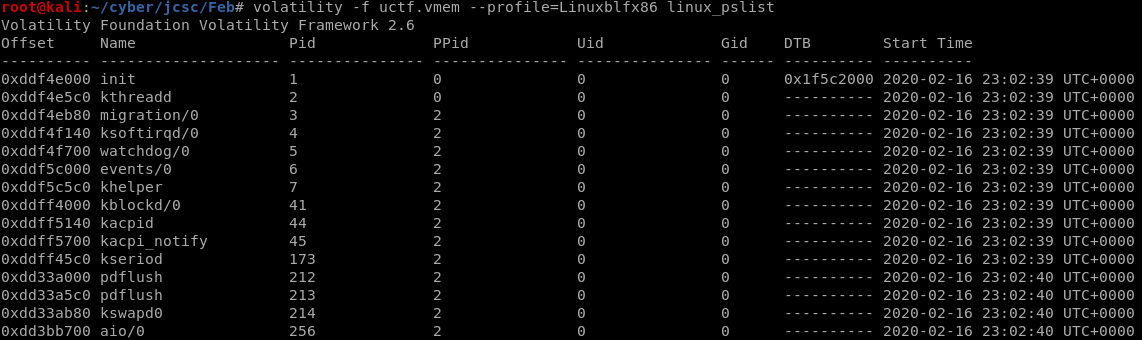 root@kali:~/cyber/jcsc/Feb# volatility -f uctf.vmem --profile=Linuxblfx86 linux_pslist
Volatility Foundation Volatility Framework 2.6
Offset     Name                 Pid             PPid            Uid             Gid    DTB        Start Time
---------- -------------------- --------------- --------------- --------------- ------ ---------- ----------
0xddf4e000 init                 1               0               0               0      0x1f5c2000 2020-02-16 23:02:39 UTC+0000
0xddf4e5c0 kthreadd             2               0               0               0      ---------- 2020-02-16 23:02:39 UTC+0000
0xddf4eb80 migration/0          3               2               0               0      ---------- 2020-02-16 23:02:39 UTC+0000
0xddf4f140 ksoftirqd/0          4               2               0               0      ---------- 2020-02-16 23:02:39 UTC+0000
0xddf4f700 watchdog/0           5               2               0               0      ---------- 2020-02-16 23:02:39 UTC+0000
0xddf5c000 events/0             6               2               0               0      ---------- 2020-02-16 23:02:39 UTC+0000
0xddf5c5c0 khelper              7               2               0               0      ---------- 2020-02-16 23:02:39 UTC+0000
0xddff4000 kblockd/0            41              2               0               0      ---------- 2020-02-16 23:02:39 UTC+0000
0xddff5140 kacpid               44              2               0               0      ---------- 2020-02-16 23:02:39 UTC+0000
0xddff5700 kacpi_notify         45              2               0               0      ---------- 2020-02-16 23:02:39 UTC+0000
0xddff45c0 kseriod              173             2               0               0      ---------- 2020-02-16 23:02:39 UTC+0000
0xdd33a000 pdflush              212             2               0               0      ---------- 2020-02-16 23:02:40 UTC+0000
0xdd33a5c0 pdflush              213             2               0               0      ---------- 2020-02-16 23:02:40 UTC+0000
0xdd33ab80 kswapd0              214             2               0               0      ---------- 2020-02-16 23:02:40 UTC+0000
0xdd3bb700 aio/0                256             2               0               0      ---------- 2020-02-16 23:02:40 UTC+0000